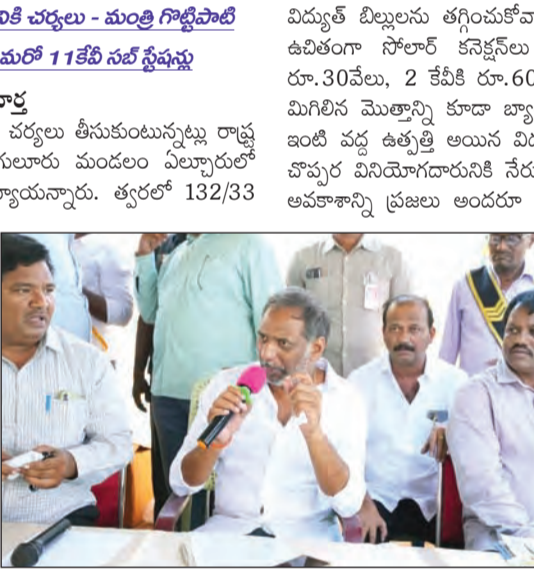 నికి చర్యలు - మంత్రి గొట్టిపాటి
మరో 11కేవీ సబ్ స్టేషన్లు
ార్త
చర్యలు తీసుకుంటున్నట్లు రాష్ట్ర
గులూరు మండలం ఏల్చూరులో
్యాయన్నారు. త్వరలో 132/33
విద్యుత్ బిల్లులను తగ్గించుకోవా
ఉచితంగా సోలార్ కనెక్షన్‌లు
రూ.30వేలు, 2 కేవీకి రూ.60
మిగిలిన మొత్తాన్ని కూడా బ్యా
ఇంటి వద్ద ఉత్పత్తి అయిన విద
చొప్పర వినియోగదారునికి నేరు
అవకాశాన్ని ప్రజలు అందరూ